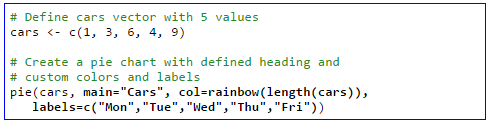 # Define cars vector with 5 values
cars <- c(1, 3, 6, 4, 9)
# Create a pie chart with defined heading and
# custom colors and labels
pie(cars, main="Cars", col=rainbow(length(cars)),
   labels=c("Mon","Tue","Wed","Thu","Fri"))